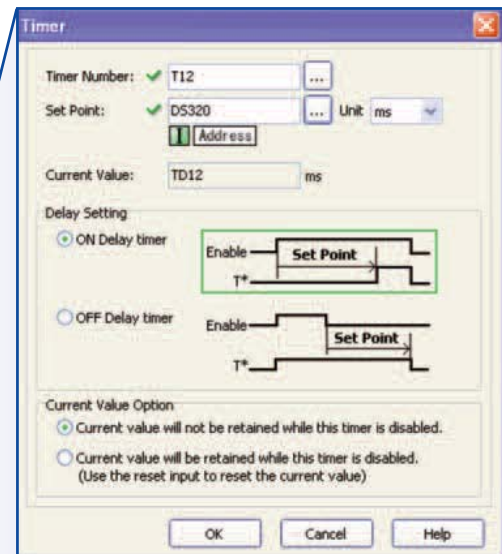 Timer
Timer Number: T12 ...
Set Point: DS320 ... Unit ms
I Address
Current Value: TD12 ms
Delay Setting
ON Delay timer
Enable
Set Point
T*
OFF Delay timer
Enable
Set Point
T*
Current Value Option
Current value will not be retained while this timer is disabled.
Current value will be retained while this timer is disabled.
(Use the reset input to reset the current value)
OK Cancel Help